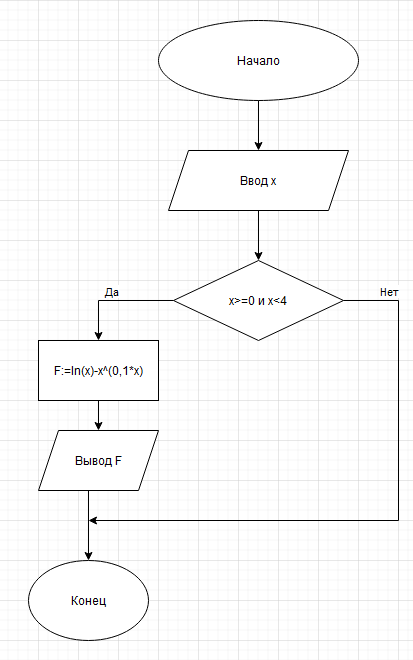 Начало
Ввод x
x>=0 и x<4
Да
Нет
F:=ln(x)-x^(0,1*x)
Вывод F
Конец